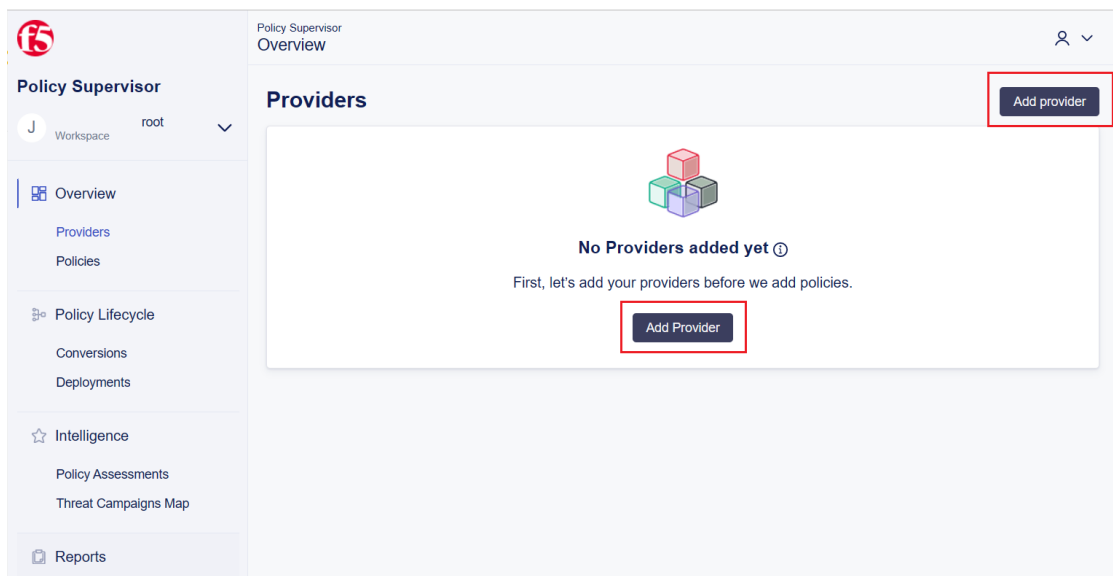 f5
Policy Supervisor
Overview
Policy Supervisor
J
root
Workspace
Overview
Providers
Policies
Policy Lifecycle
Conversions
Deployments
Intelligence
Policy Assessments
Threat Campaigns Map
Reports
Providers
Add provider
No Providers added yet
First, let's add your providers before we add policies.
Add Provider